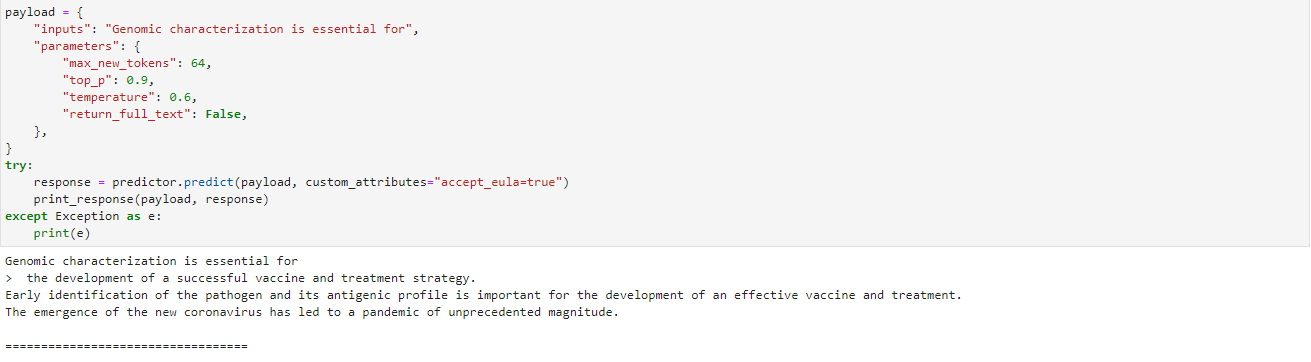 payload = {
    "inputs": "Genomic characterization is essential for",
    "parameters": {
        "max_new_tokens": 64,
        "top_p": 0.9,
        "temperature": 0.6,
        "return_full_text": False,
    },
}
try:
    response = predictor.predict(payload, custom_attributes="accept_eula=true")
    print_response(payload, response)
except Exception as e:
    print(e)
Genomic characterization is essential for
>  the development of a successful vaccine and treatment strategy.
Early identification of the pathogen and its antigenic profile is important for the development of an effective vaccine and treatment.
The emergence of the new coronavirus has led to a pandemic of unprecedented magnitude.
==================================